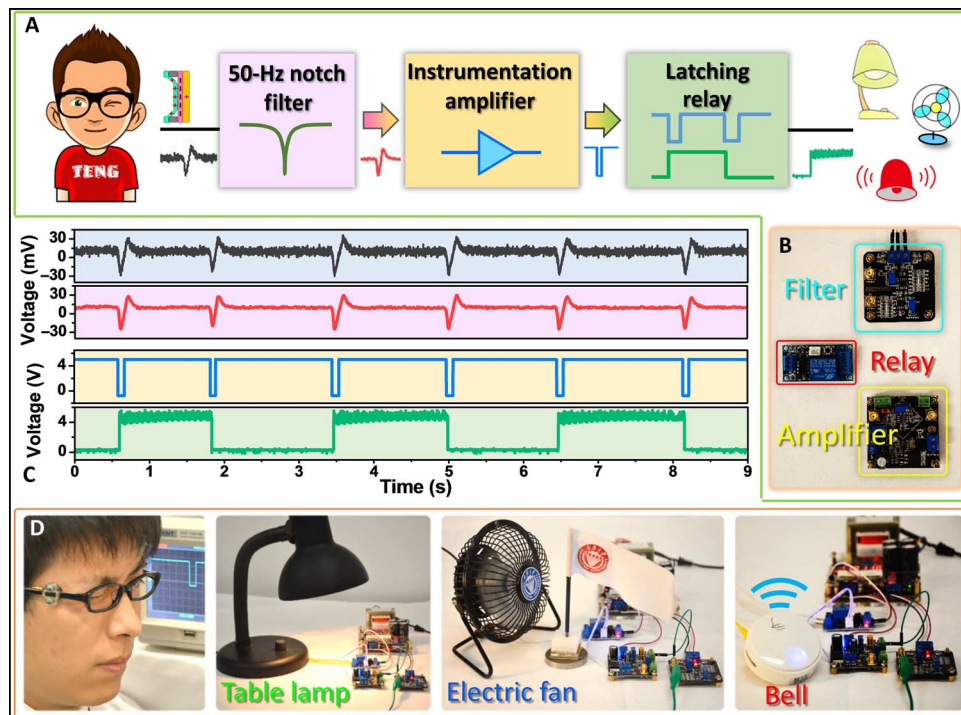 A
TENG
50-Hz notch
filter
Instrumentation
amplifier
Latching
relay
Voltage (mV)
30
0
−30
30
0
−30
Voltage (V)
4
0
4
0
0 1 2 3 4 5 6 7 8 9
Time (s)
C
B
Filter
Relay
Amplifier
D
Table lamp
Electric fan
Bell